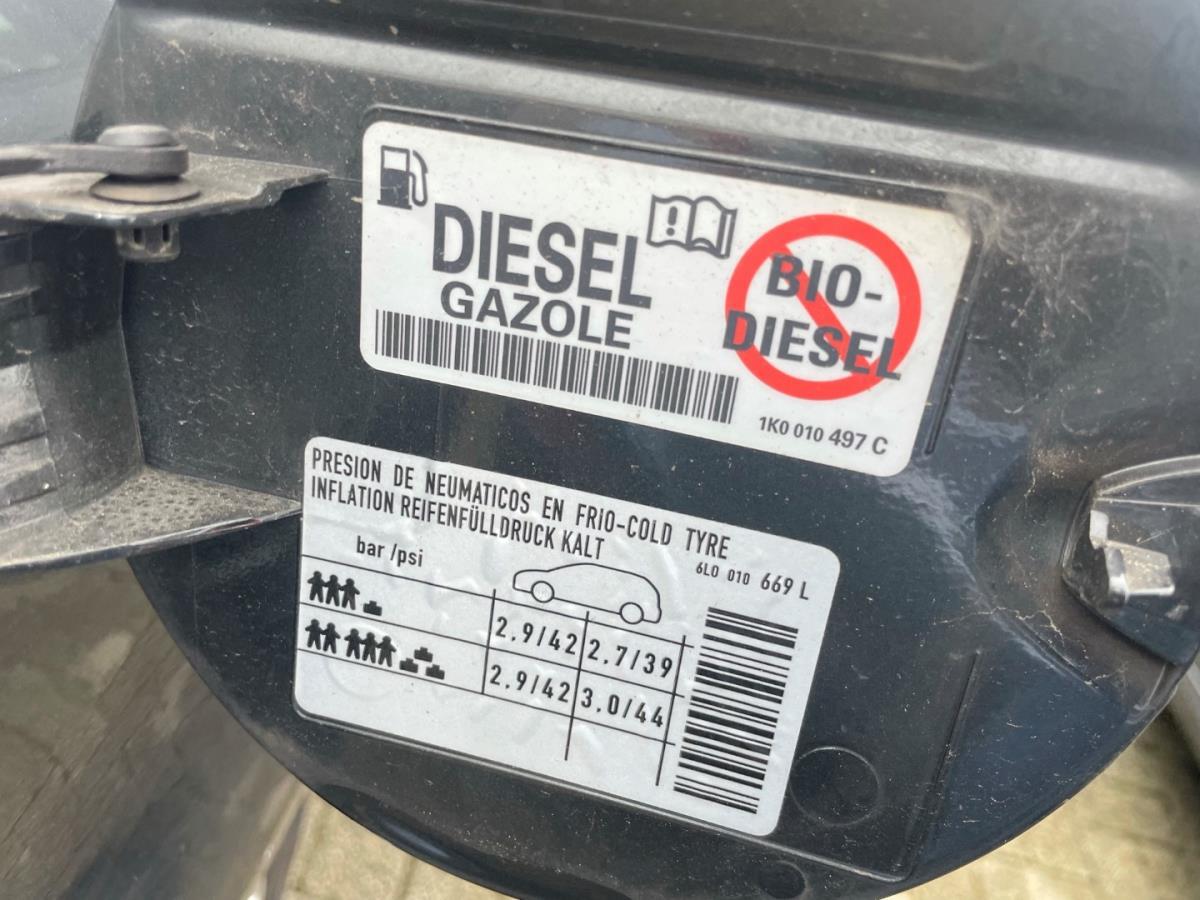 DIESEL
GAZOLE
BIO-
DIESEL
1K0 010 497 C
PRESION DE NEUMATICOS EN FRIO-COLD TYRE
INFLATION REIFENFÜLLDRUCK KALT
6L0 010 669 L
bar/psi
2.9/42 2.7/39
2.9/42 3.0/44